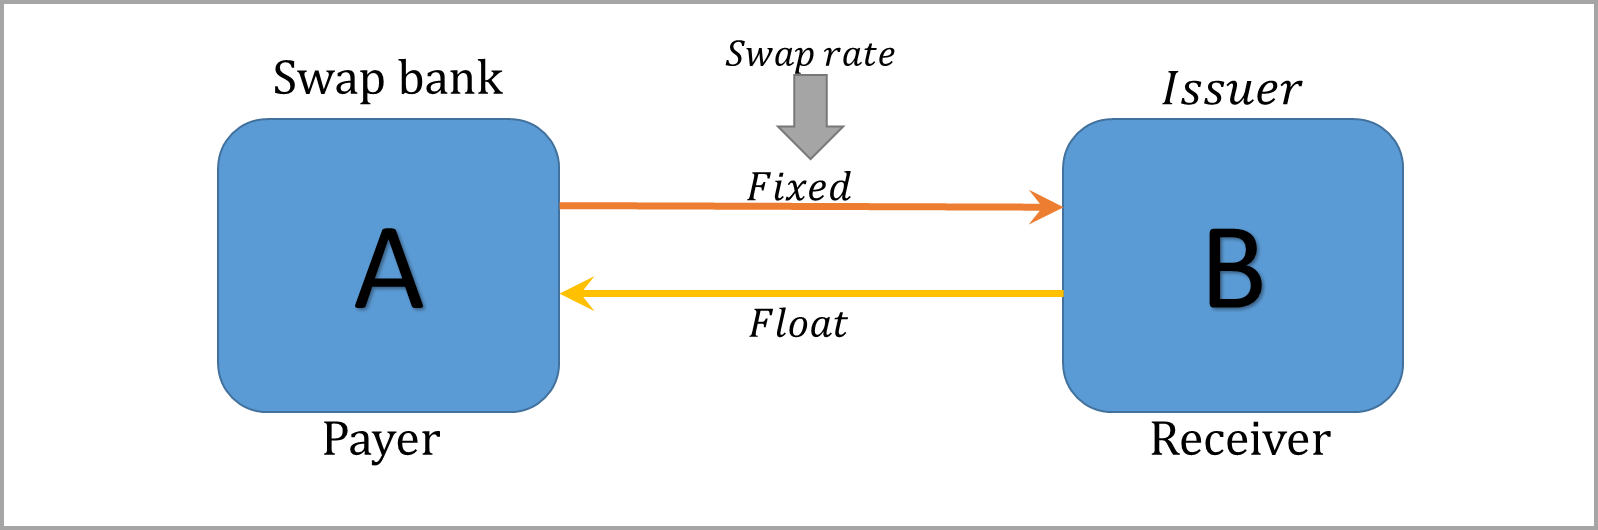 Swap bank
Swap rate
Issuer
Fixed
A
B
Float
Payer
Receiver